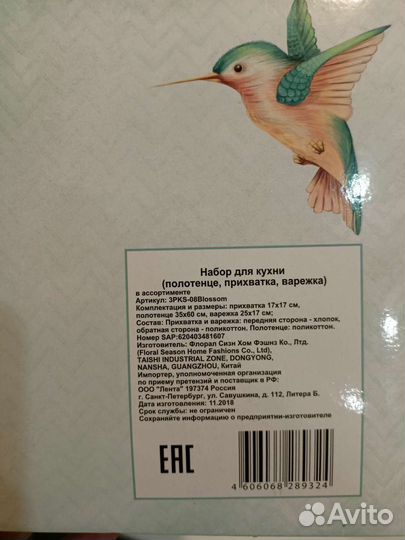 Набор для кухни
(полотенце, прихватка, варежка)
в ассортименте
Артикул: 3PKS-08Blossom
Комплектация и размеры: прихватка 17х17 см,
полотенце 35х60 см, варежка 25х17 см;
Состав: Прихватка и варежка: передняя сторона - хлопок,
обратная сторона - поликоттон. Полотенце: поликоттон.
Номер SAP:620403481607
Изготовитель: Флорал Сизн Хом Фэшнз Ко., Лтд.
(Floral Season Home Fashions Co., Ltd.)
TAISHI INDUSTRIAL ZONE, DONGYONG,
NANSHA, GUANGZHOU, Китай
Импортер, уполномоченная организация
по приему претензий и поставщик в РФ:
ООО "Лента" 197374 Россия
г. Санкт-Петербург, ул. Савушкина, д. 112, Литера Б.
Дата изготовления: 11.2018
Срок службы: не ограничен
Сохраняйте информацию о предприятии-изготовителе
EAC
4 606068 289324
Avito